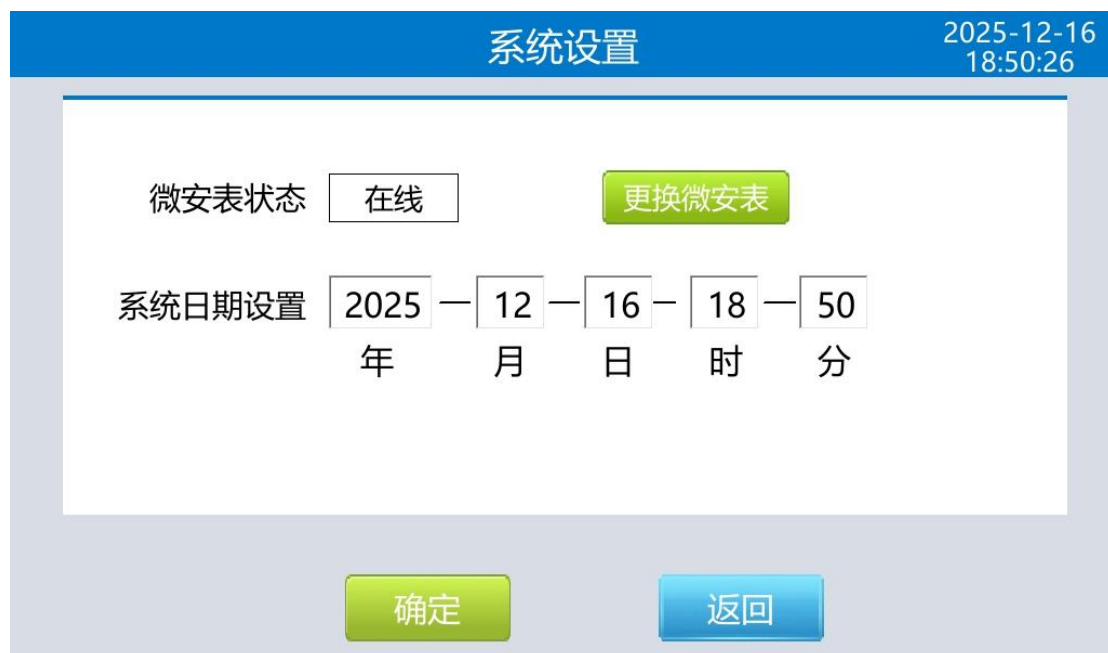 系统设置
2025-12-16
18:50:26
微安表状态 在线 更换微安表
系统日期设置 2025 — 12 — 16 — 18 — 50
年 月 日 时 分
确定 返回